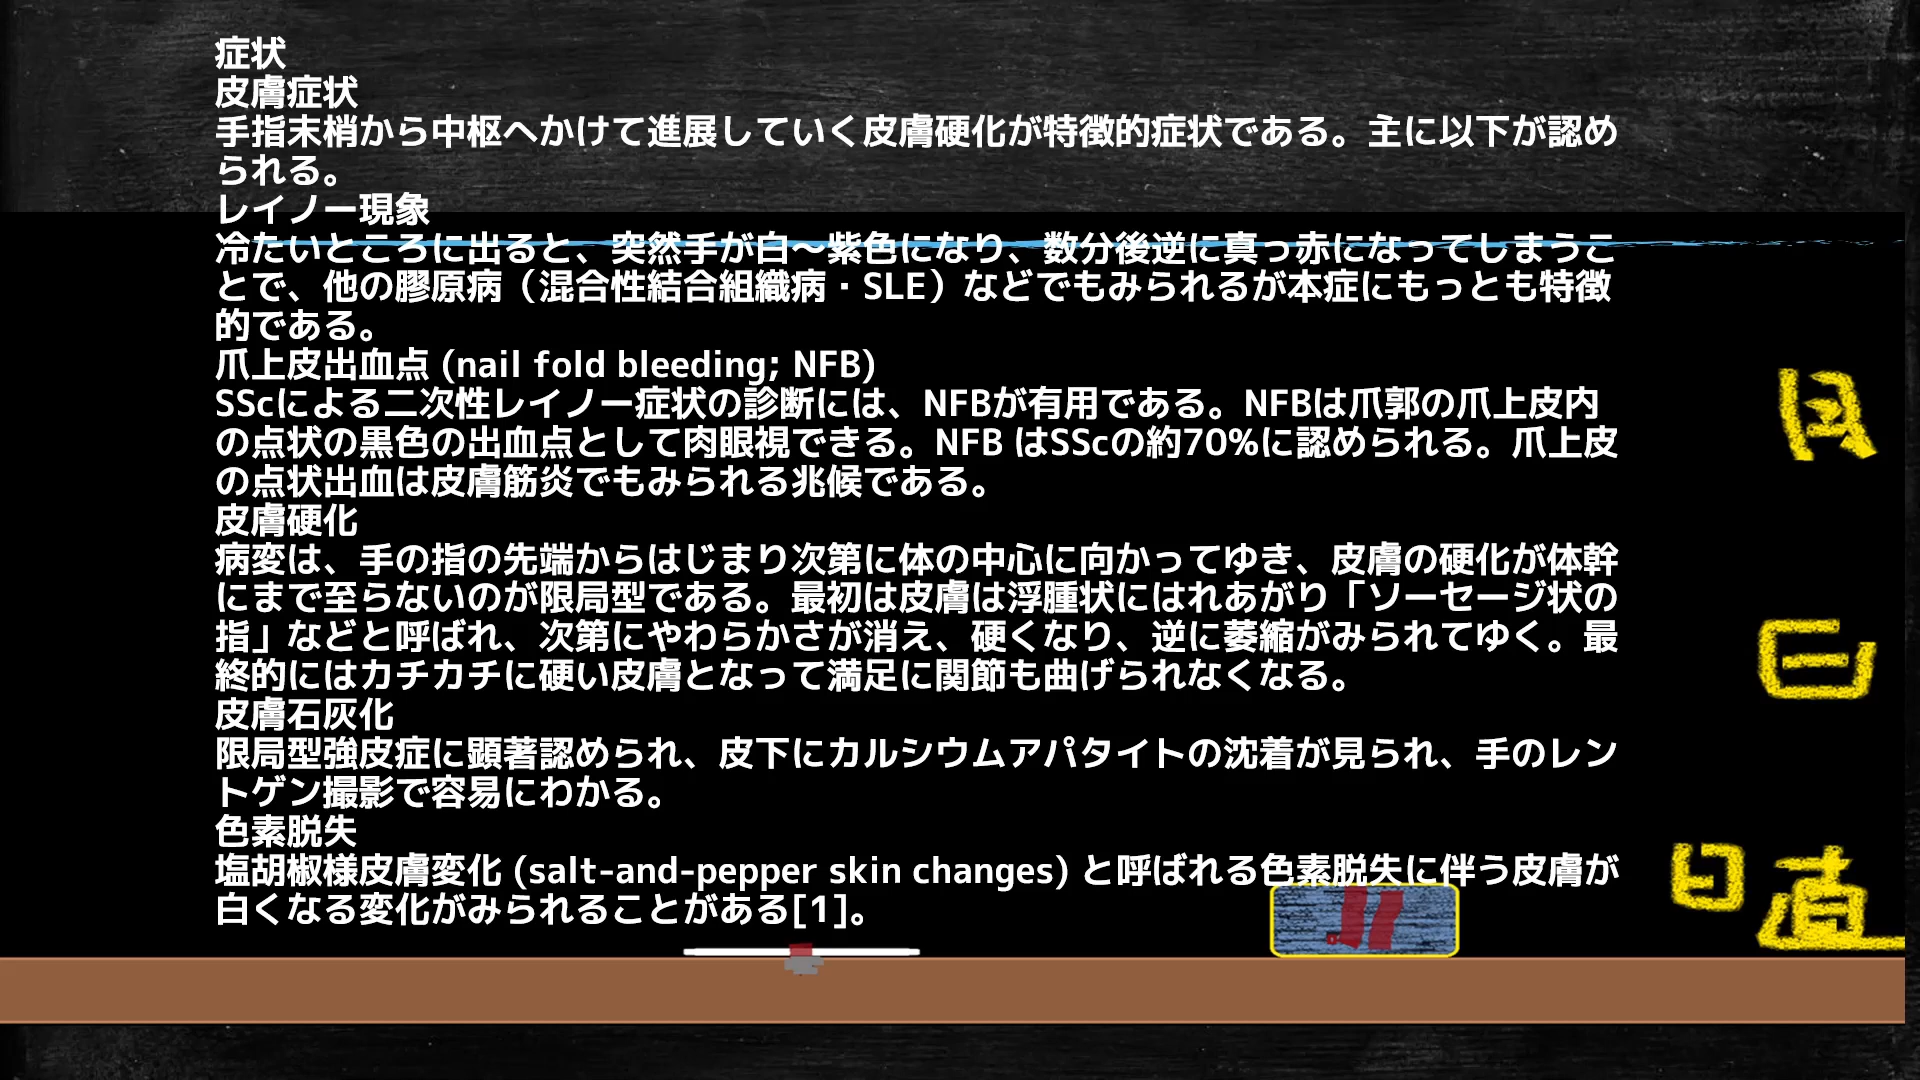 症状
皮膚症状
手指末梢から中枢へかけて進展していく皮膚硬化が特徴的症状である。主に以下が認め
られる。
レイノー現象
冷たいところに出ると、突然手が白～紫色になり、数分後逆に真っ赤になってしまうこ
とで、他の膠原病（混合性結合組織病・SLE）などでもみられるが本症にもっとも特徴
的である。
爪上皮出血点 (nail fold bleeding; NFB)
SScによる二次性レイノー症状の診断には、NFBが有用である。NFBは爪郭の爪上皮内
の点状の黒色の出血点として肉眼視できる。NFB はSScの約70%に認められる。爪上皮
の点状出血は皮膚筋炎でもみられる兆候である。
皮膚硬化
病変は、手の指の先端からはじまり次第に体の中心に向かってゆき、皮膚の硬化が体幹
にまで至らないのが限局型である。最初は皮膚は浮腫状にはれあがり「ソーセージ状の
指」などと呼ばれ、次第にやわらかさが消え、硬くなり、逆に萎縮がみられてゆく。最
終的にはカチカチに硬い皮膚となって満足に関節も曲げられなくなる。
皮膚石灰化
限局型強皮症に顕著認められ、皮下にカルシウムアパタイトの沈着が見られ、手のレン
トゲン撮影で容易にわかる。
色素脱失
塩胡椒様皮膚変化 (salt-and-pepper skin changes) と呼ばれる色素脱失に伴う皮膚が
白くなる変化がみられることがある[1]。
月
日
日直